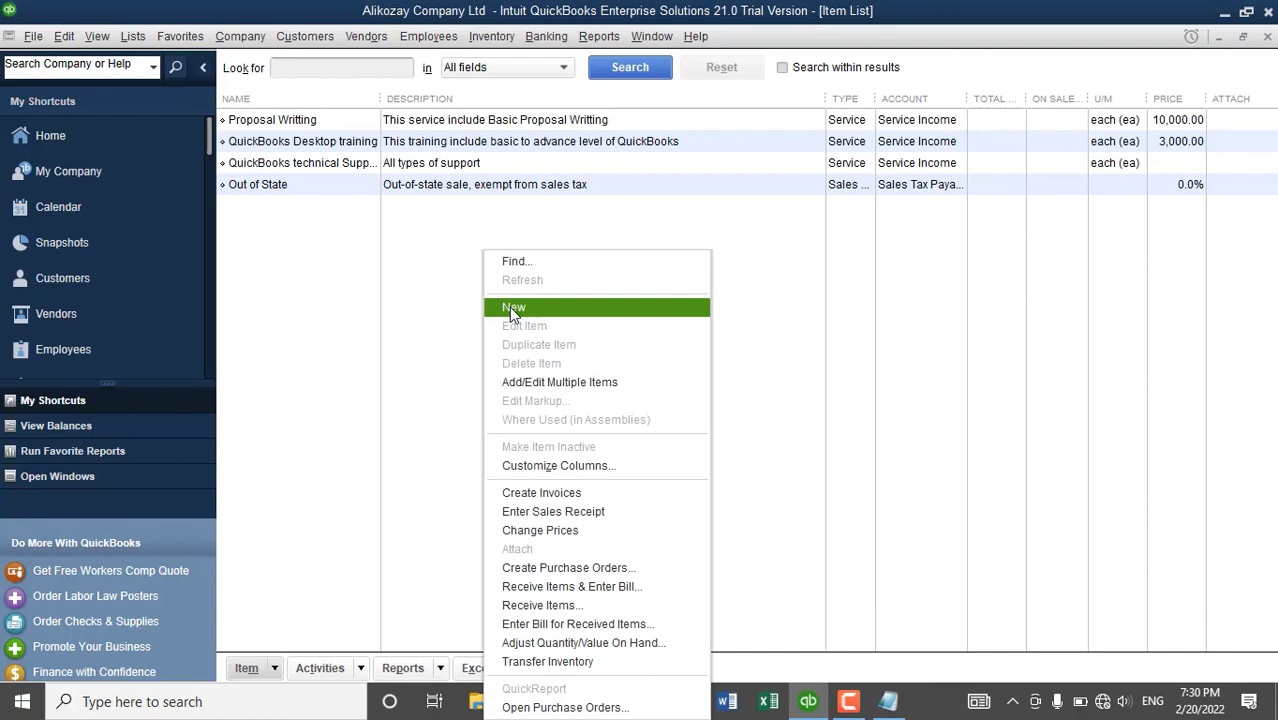 Alikozay Company Ltd - Intuit QuickBooks Enterprise Solutions 21.0 Trial Version - [Item List]
File Edit View Lists Favorites Company Customers Vendors Employees Inventory Banking Reports Window Help
Search Company or Help
Look for in All fields Search Reset Search within results
My Shortcuts
NAME DESCRIPTION TYPE ACCOUNT TOTAL ... ON SALE... U/M PRICE ATTACH
Proposal Writting This service include Basic Proposal Writting Service Service Income each (ea) 10,000.00
QuickBooks Desktop training This training include basic to advance level of QuickBooks Service Service Income each (ea) 3,000.00
QuickBooks technical Supp... All types of support Service Service Income each (ea)
Out of State Out-of-state sale, exempt from sales tax Sales ... Sales Tax Paya... 0.0%
Home
My Company
Calendar
Snapshots
Customers
Vendors
Employees
My Shortcuts
View Balances
Run Favorite Reports
Open Windows
Do More With QuickBooks
Get Free Workers Comp Quote
Order Labor Law Posters
Order Checks & Supplies
Promote Your Business
Finance with Confidence
Find...
Refresh
New
Edit Item
Duplicate Item
Delete Item
Add/Edit Multiple Items
Edit Markup...
Where Used (in Assemblies)
Make Item Inactive
Customize Columns...
Create Invoices
Enter Sales Receipt
Change Prices
Attach
Create Purchase Orders...
Receive Items & Enter Bill...
Receive Items...
Enter Bill for Received Items...
Adjust Quantity/Value On Hand...
Transfer Inventory
QuickReport
Open Purchase Orders...
Item Activities Reports Exce
Type here to search
ENG
7:30 PM
2/20/2022